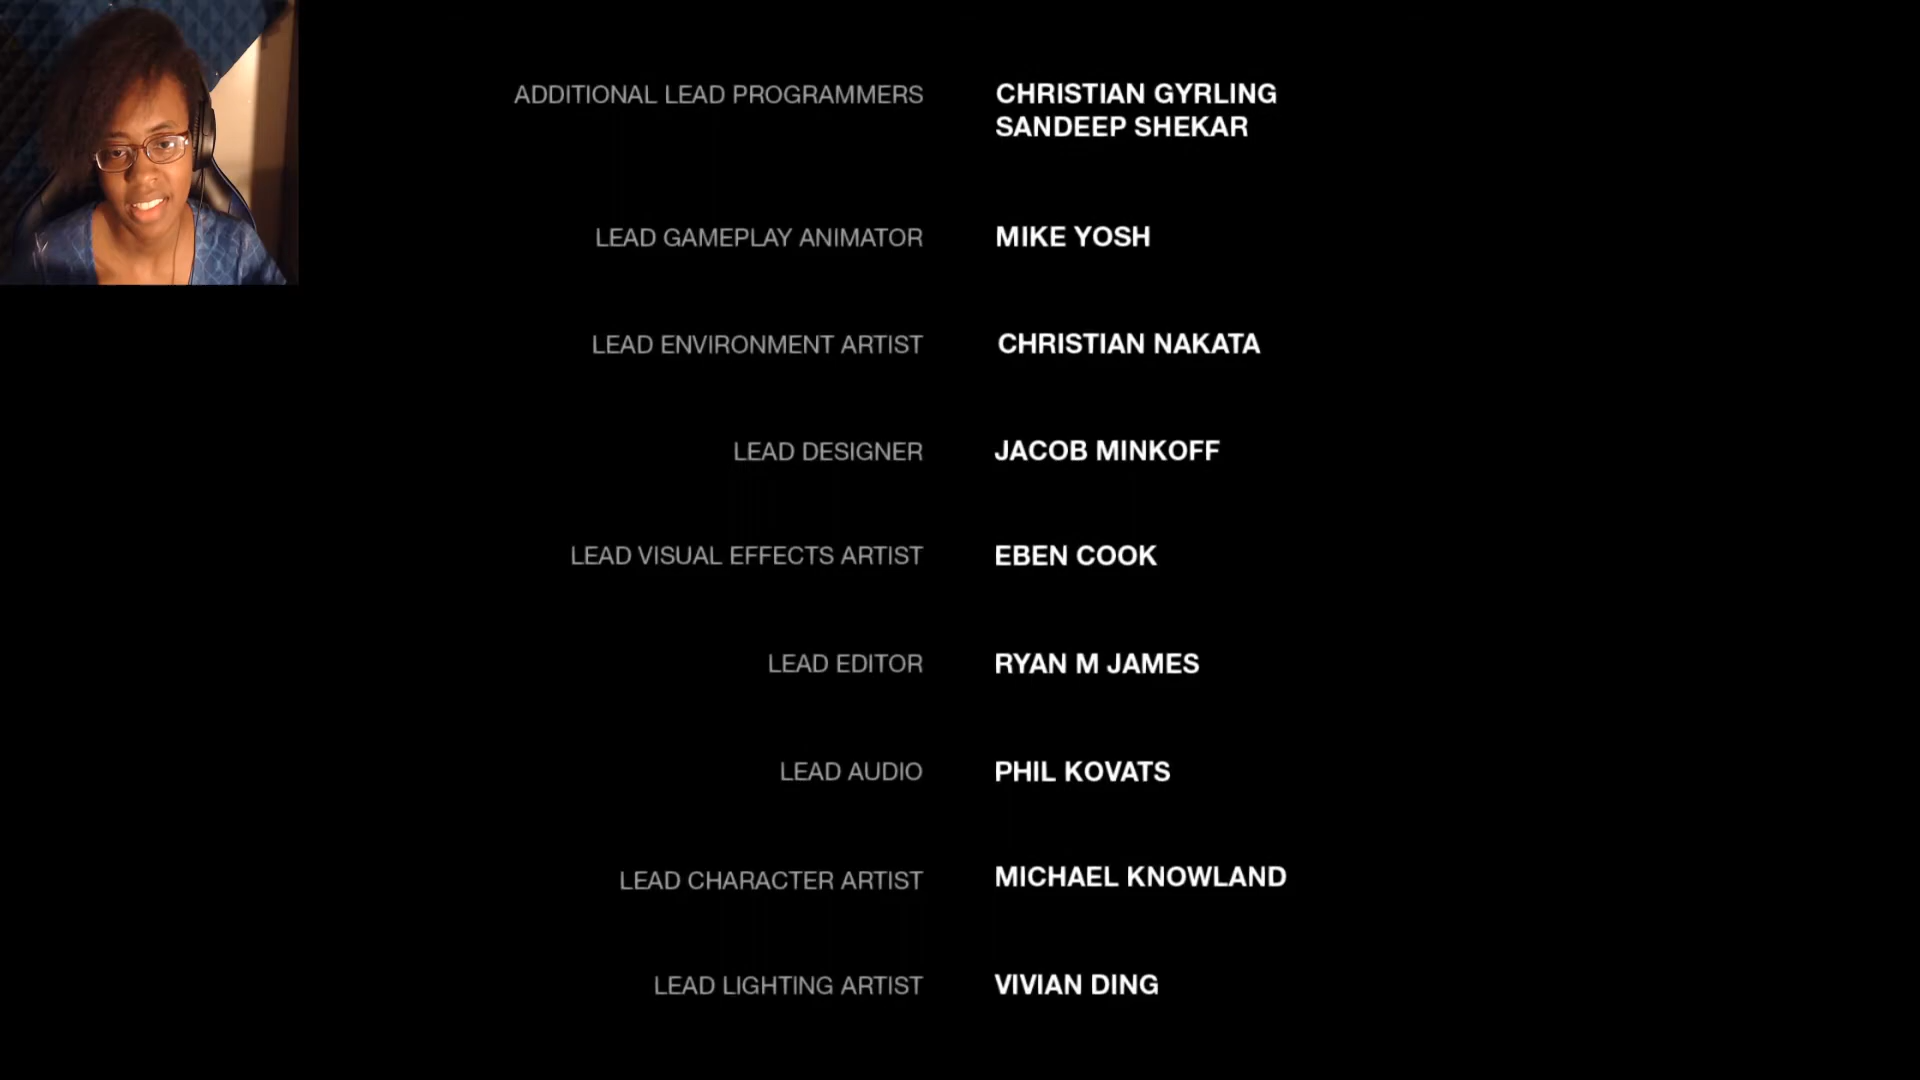 ADDITIONAL LEAD PROGRAMMERS CHRISTIAN GYRLING
SANDEEP SHEKAR
LEAD GAMEPLAY ANIMATOR MIKE YOSH
LEAD ENVIRONMENT ARTIST CHRISTIAN NAKATA
LEAD DESIGNER JACOB MINKOFF
LEAD VISUAL EFFECTS ARTIST EBEN COOK
LEAD EDITOR RYAN M JAMES
LEAD AUDIO PHIL KOVATS
LEAD CHARACTER ARTIST MICHAEL KNOWLAND
LEAD LIGHTING ARTIST VIVIAN DING